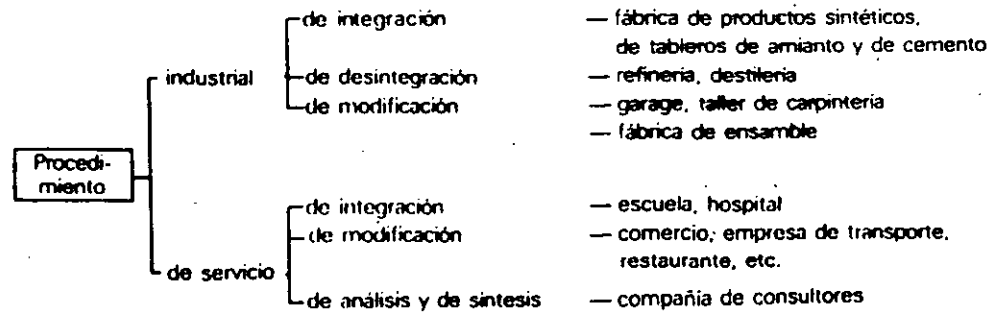 de integración — fábrica de productos sintéticos,
de tableros de amianto y de cemento
industrial de desintegración — refinería, destilería
de modificación — garage, taller de carpintería
— fábrica de ensamble
Procedi-
miento
de integración — escuela, hospital
de modificación — comercio, empresa de transporte,
restaurante, etc.
de servicio
de análisis y de síntesis — compañía de consultores